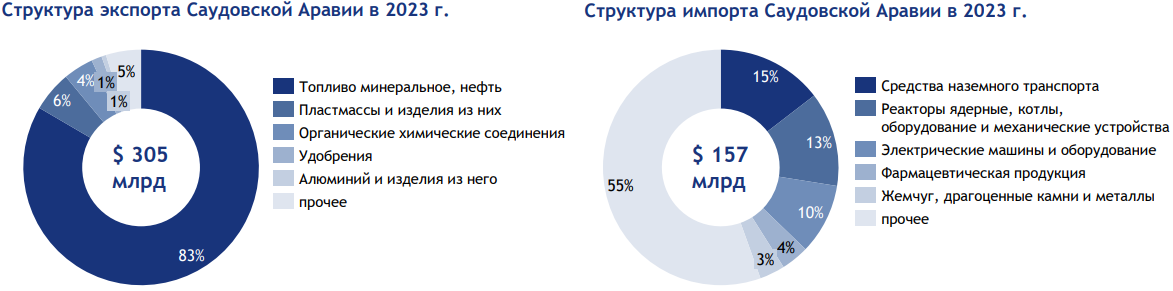 Структура экспорта Саудовской Аравии в 2023 г.
5%
4%
1%
1%
6%
$ 305
млрд
83%
Топливо минеральное, нефть
Пластмассы и изделия из них
Органические химические соединения
Удобрения
Алюминий и изделия из него
прочее
Структура импорта Саудовской Аравии в 2023 г.
15%
13%
$ 157
млрд
55%
10%
4%
3%
Средства наземного транспорта
Реакторы ядерные, котлы,
оборудование и механические устройства
Электрические машины и оборудование
Фармацевтическая продукция
Жемчуг, драгоценные камни и металлы
прочее